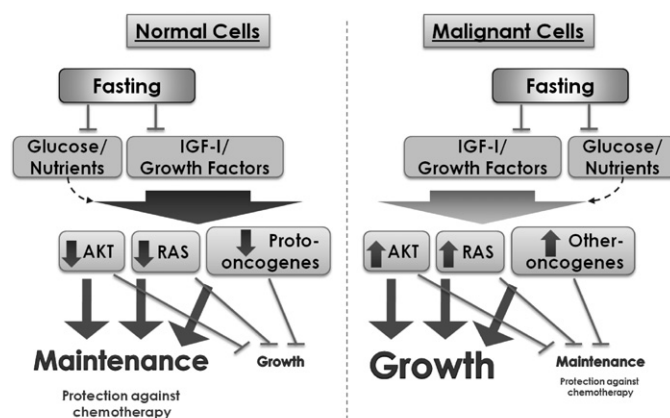 Normal Cells
Fasting
Glucose/
Nutrients
IGF-I/
Growth Factors
AKT
RAS
Proto-
oncogenes
Maintenance
Growth
Protection against
chemotherapy
Malignant Cells
Fasting
IGF-I/
Growth Factors
Glucose/
Nutrients
AKT
RAS
Other-
oncogenes
Growth
Maintenance
Protection against
chemotherapy